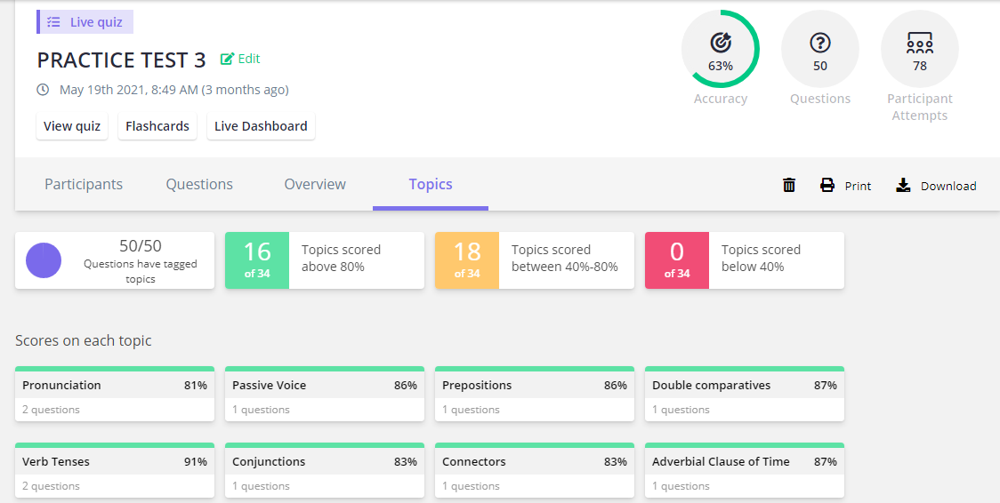 Live quiz
PRACTICE TEST 3 Edit
May 19th 2021, 8:49 AM (3 months ago)
View quiz Flashcards Live Dashboard
63%
Accuracy
50
Questions
78
Participant
Attempts
Participants Questions Overview Topics Print Download
50/50
Questions have tagged
topics
16
of 34
Topics scored
above 80%
18
of 34
Topics scored
between 40%-80%
0
of 34
Topics scored
below 40%
Scores on each topic
Pronunciation 81%
2 questions
Passive Voice 86%
1 questions
Prepositions 86%
1 questions
Double comparatives 87%
1 questions
Verb Tenses 91%
2 questions
Conjunctions 83%
1 questions
Connectors 83%
1 questions
Adverbial Clause of Time 87%
1 questions